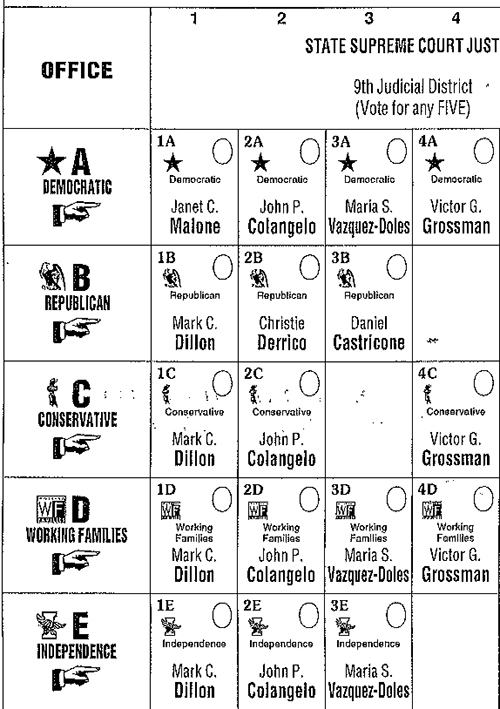 1 2 3 4
STATE SUPREME COURT JUST
OFFICE
9th Judicial District
(Vote for any FIVE)
A
DEMOCRATIC
1A
Democratic
Janet C.
Malone
2A
Democratic
John P.
Colangelo
3A
Democratic
Maria S.
Vazquez-Doles
4A
Democratic
Victor G.
Grossman
B
REPUBLICAN
1B
Republican
Mark C.
Dillon
2B
Republican
Christie
Derrico
3B
Republican
Daniel
Castricone
C
CONSERVATIVE
1C
Conservative
Mark C.
Dillon
2C
Conservative
John P.
Colangelo
4C
Conservative
Victor G.
Grossman
WF
D
WORKING FAMILIES
1D
WF
Working
Families
Mark C.
Dillon
2D
WF
Working
Families
John P.
Colangelo
3D
WF
Working
Families
Maria S.
Vazquez-Doles
4D
WF
Working
Families
Victor G.
Grossman
E
INDEPENDENCE
1E
Independence
Mark C.
Dillon
2E
Independence
John P.
Colangelo
3E
Independence
Maria S.
Vazquez-Doles